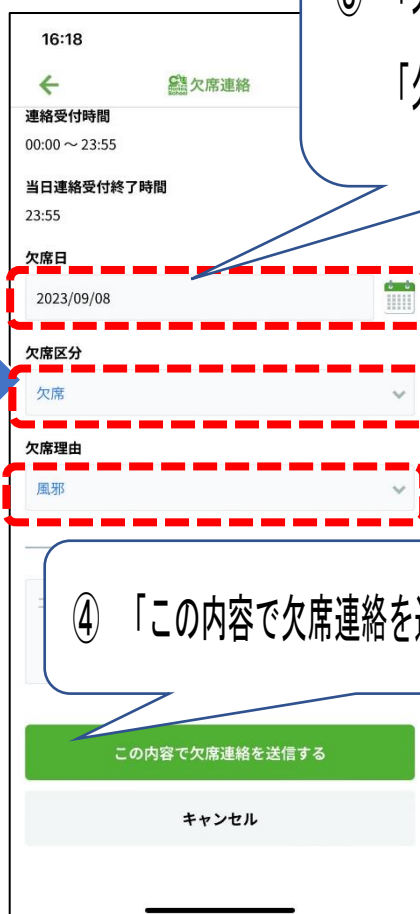 ③ 「欠
「欠
16:18
欠席連絡
連絡受付時間
00:00 ～ 23:55
当日連絡受付終了時間
23:55
欠席日
2023/09/08
欠席区分
欠席
欠席理由
風邪
④ 「この内容で欠席連絡を送
この内容で欠席連絡を送信する
キャンセル